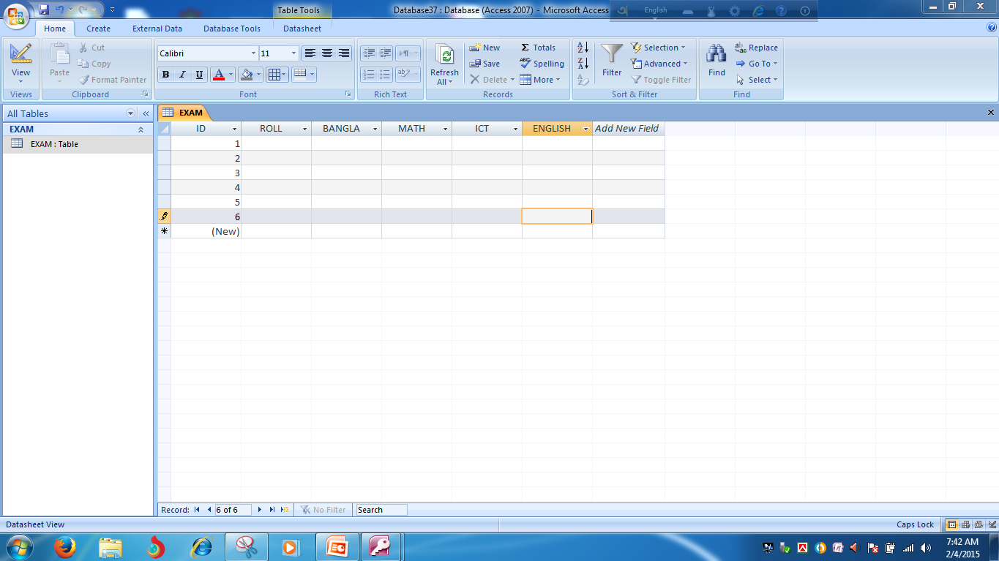 Table Tools
Database37 : Database (Access 2007) - Microsoft Access
English
Home Create External Data Database Tools Datasheet
View
Views
Paste
Cut
Copy
Format Painter
Clipboard
Calibri 11
B I U A
Font
ab
Rich Text
Refresh All
New
Save
Delete
Totals
Spelling
More
Records
Filter
Selection
Advanced
Toggle Filter
Sort & Filter
Find
Replace
Go To
Select
Find
All Tables
EXAM
EXAM : Table
EXAM
ID ROLL BANGLA MATH ICT ENGLISH Add New Field
1
2
3
4
5
6
(New)
Record: 6 of 6 No Filter Search
Datasheet View Caps Lock
7:42 AM
2/4/2015